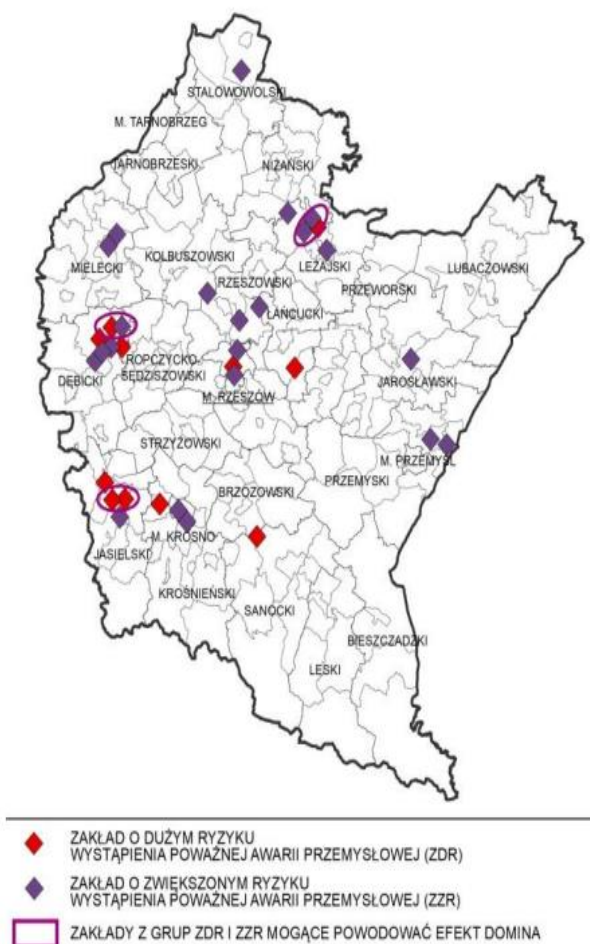 STALOWOWOLSKI
M. TARNOBRZEG
TARNOBRZESKI
NIŻAŃSKI
KOLBUSZOWSKI
MIELECKI
LEŻAJSKI
LUBACZOWSKI
RZESZOWSKI
PRZEWORSKI
ŁAŃCUCKI
ROPCZYCKO-
SĘDZISZOWSKI
DĘBICKI
JAROSŁAWSKI
M. RZESZÓW
STRZYŻOWSKI
M. PRZEMYŚL
PRZEMYSKI
BRZOZOWSKI
M. KROSNO
JASIELSKI
KROŚNIEŃSKI
SANOCKI
BIESZCZADZKI
LESKI
ZAKŁAD O DUŻYM RYZYKU
WYSTĄPIENIA POWAŻNEJ AWARII PRZEMYSŁOWEJ (ZDR)
ZAKŁAD O ZWIĘKSZONYM RYZYKU
WYSTĄPIENIA POWAŻNEJ AWARII PRZEMYSŁOWEJ (ZZR)
ZAKŁADY Z GRUP ZDR I ZZR MOGĄCE POWODOWAĆ EFEKT DOMINA